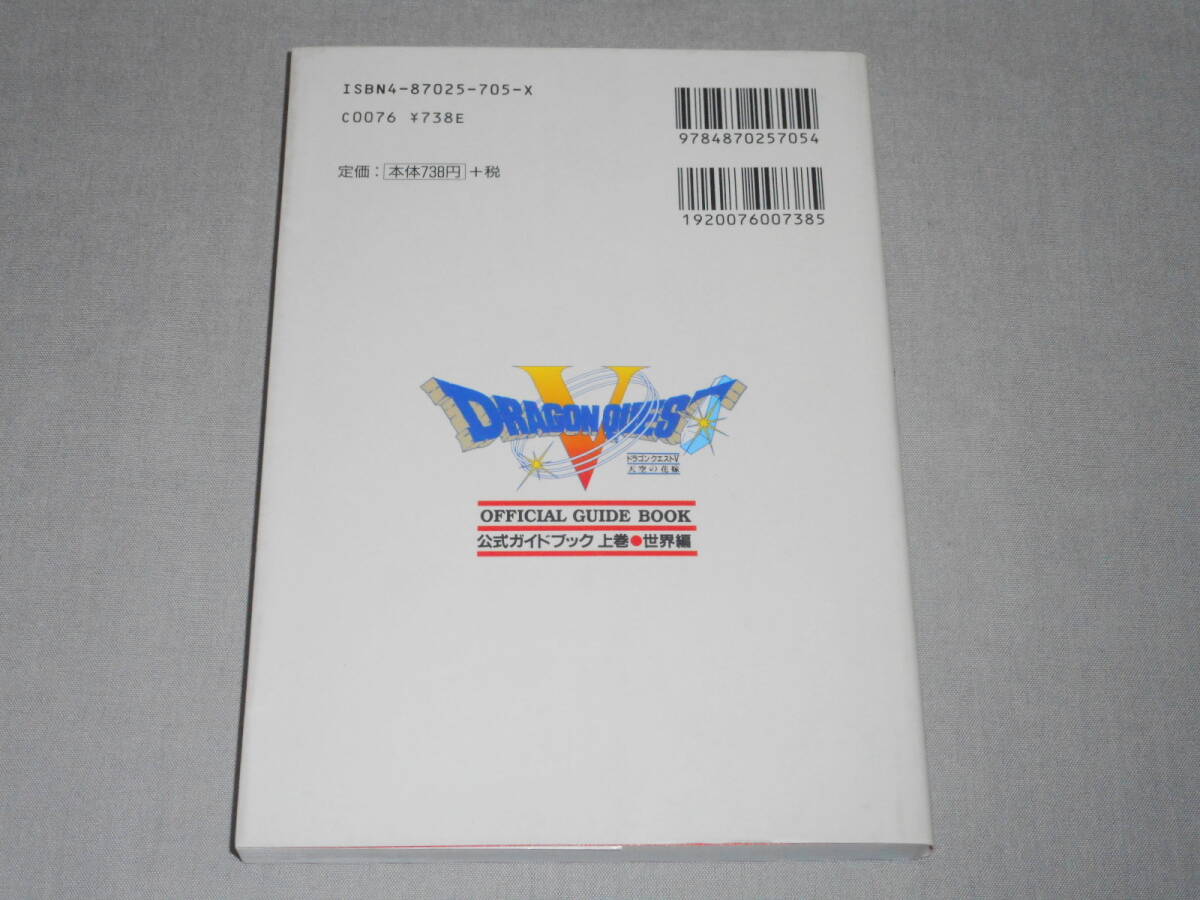 ISBN4-87025-705-X
C0076 ¥738E
定価：本体738円＋税
9784870257054
1920076007385
DRAGON QUEST
V
ドラゴンクエストV
天空の花嫁
OFFICIAL GUIDE BOOK
公式ガイドブック 上巻●世界編